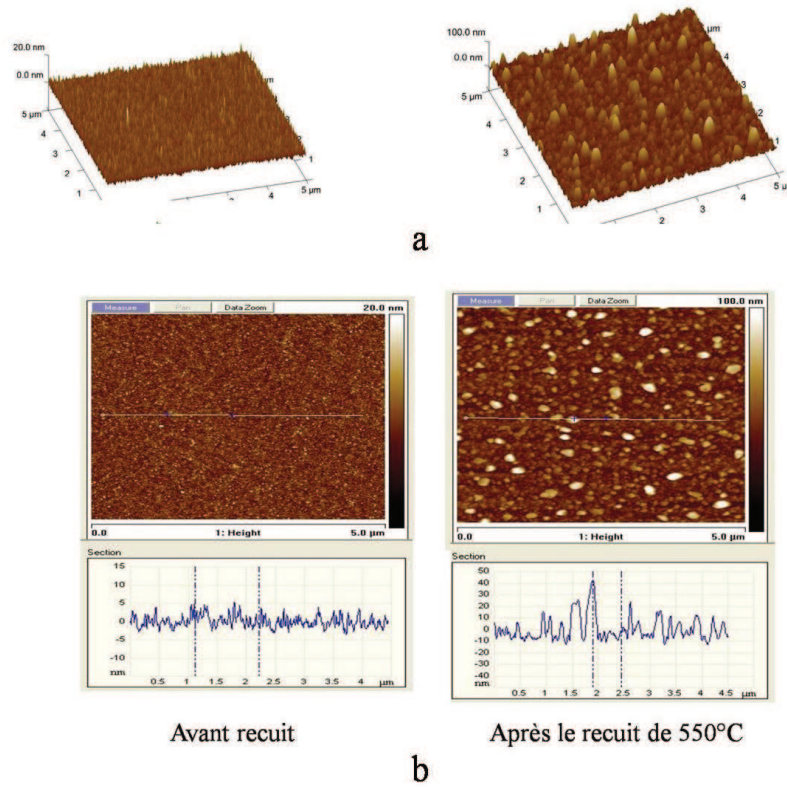 20.0 nm
0.0 nm
5 µm
4
3
2
1
µm
4
3
2
1
3
4
5 µm
100.0 nm
0.0 nm
5 µm
4
3
2
1
µm
4
3
2
1
2
3
4
5 µm
a
Measure Pan Data Zoom 20.0 nm
0.0 1: Height 5.0 µm
Section
15
10
5
0
-5
-10
nm
0.5 1 1.5 2 2.5 3 3.5 4 µm
Measure Pan Data Zoom 100.0 nm
0.0 1: Height 5.0 µm
Section
50
40
30
20
10
0
-10
-20
-30
-40
nm
0.5 1 1.5 2 2.5 3 3.5 4 4.5 µm
Avant recuit
Après le recuit de 550°C
b